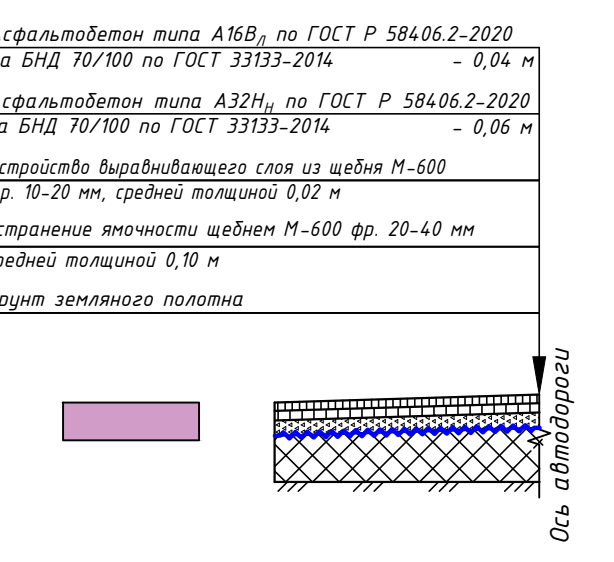 сфальтобетон типа А16Вл по ГОСТ Р 58406.2-2020
а БНД 70/100 по ГОСТ 33133-2014 - 0,04 м
сфальтобетон типа А32Нн по ГОСТ Р 58406.2-2020
а БНД 70/100 по ГОСТ 33133-2014 - 0,06 м
стройство выравнивающего слоя из щебня М-600
р. 10-20 мм, средней толщиной 0,02 м
странение ямочности щебнем М-600 фр. 20-40 мм
редней толщиной 0,10 м
рунт земляного полотна
Ось автодороги